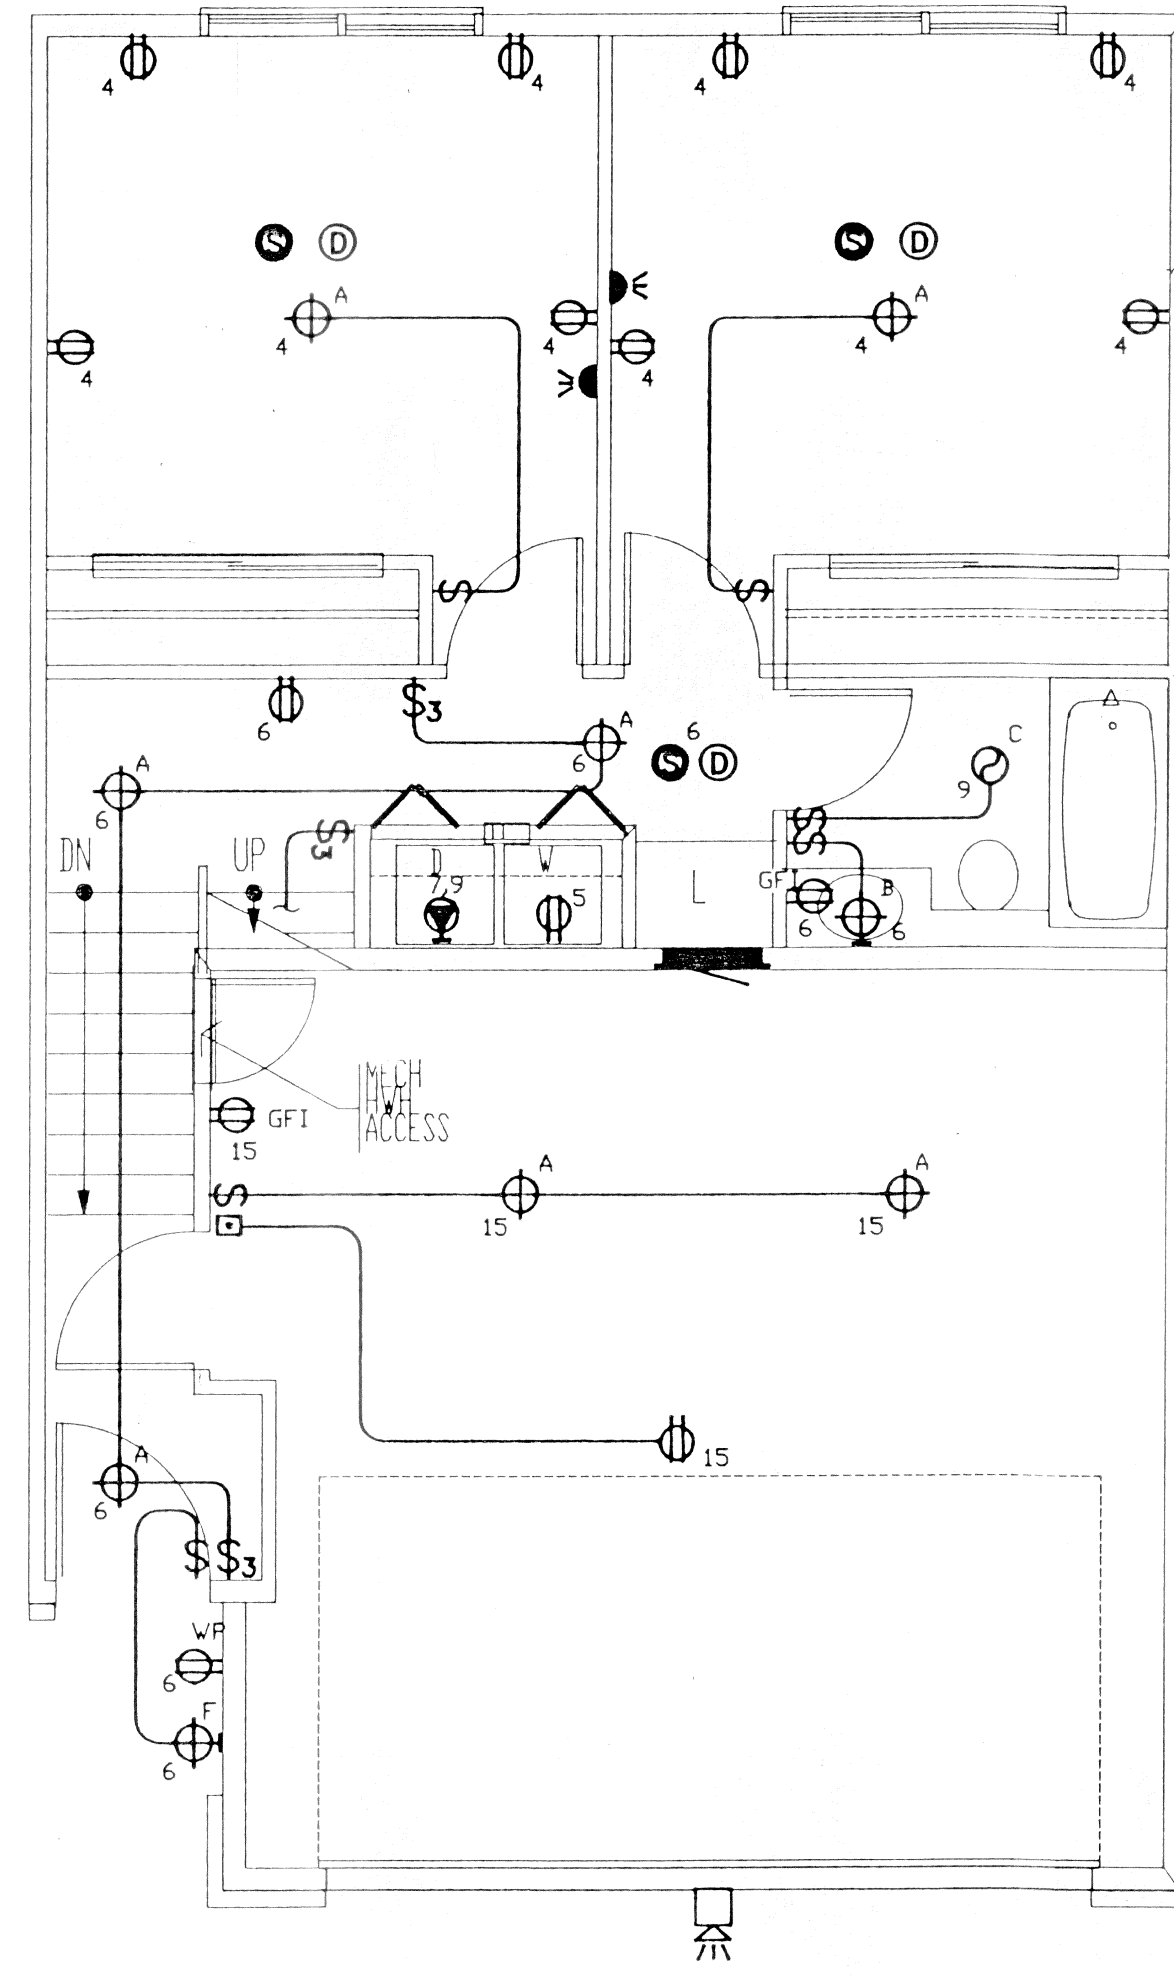 4 4 4 4
S D S D
A A
4 4 4 4
4 4
S S
6 $3 A 6
6 S D C
A 9
6 S
DN UP S3 D W S
7,9 5 L GFI B
6 6
MECH
HWH
GFI ACCESS
15
A A
S 15 15
15
A
6
$ $3
WP
6
F
6